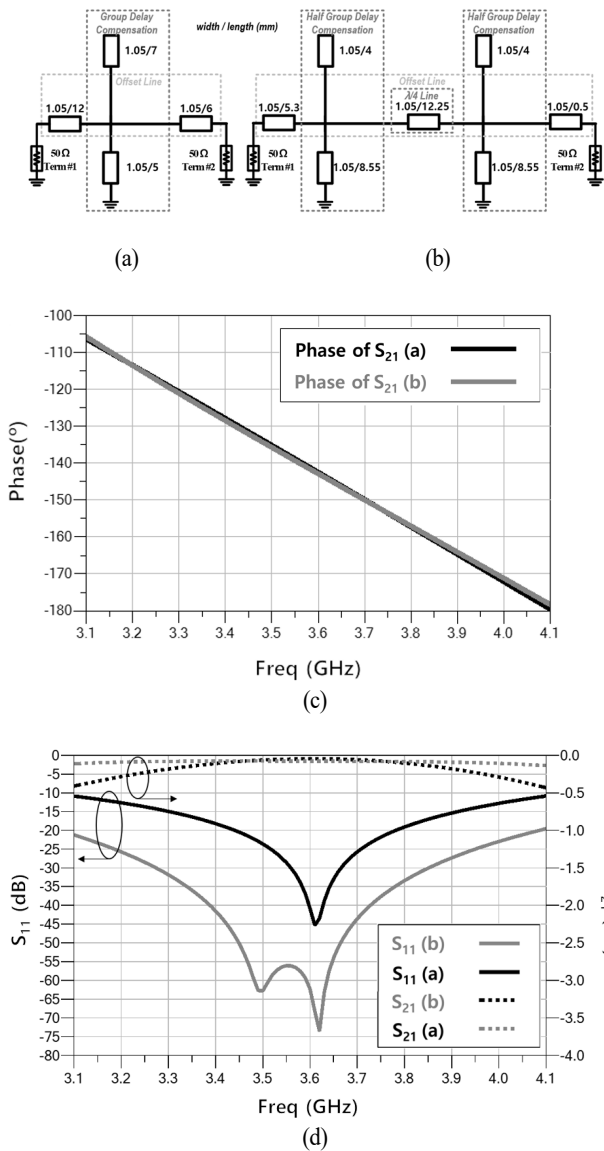 width / length (mm)
Group Delay
Compensation
1.05/7
Offset Line
1.05/12
1.05/6
50 Ω
Term #1
1.05/5
50 Ω
Term #2
(a)
Half Group Delay
Compensation
Half Group Delay
Compensation
1.05/4
1.05/4
Offset Line
λ/4 Line
1.05/5.3
1.05/12.25
1.05/0.5
50 Ω
Term #1
1.05/8.55
1.05/8.55
50 Ω
Term #2
(b)
-100
-110
-120
-130
-140
-150
-160
-170
-180
Phase(°)
Phase of S21 (a)
Phase of S21 (b)
3.1 3.2 3.3 3.4 3.5 3.6 3.7 3.8 3.9 4.0 4.1
Freq (GHz)
(c)
0
-5
-10
-15
-20
-25
-30
-35
-40
-45
-50
-55
-60
-65
-70
-75
-80
S11 (dB)
0.0
-0.5
-1.0
-1.5
-2.0
-2.5
-3.0
-3.5
-4.0
S11 (b)
S11 (a)
S21 (b)
S21 (a)
3.1 3.2 3.3 3.4 3.5 3.6 3.7 3.8 3.9 4.0 4.1
Freq (GHz)
(d)